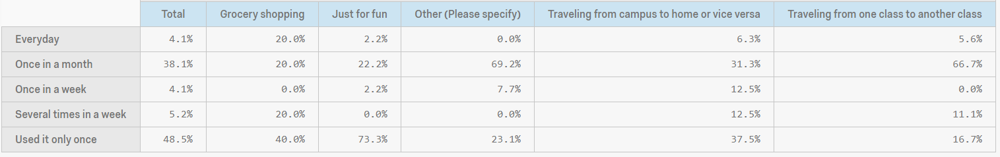 Total Grocery shopping Just for fun Other (Please specify) Traveling from campus to home or vice versa Traveling from one class to another class
Everyday 4.1% 20.0% 2.2% 0.0% 6.3% 5.6%
Once in a month 38.1% 20.0% 22.2% 69.2% 31.3% 66.7%
Once in a week 4.1% 0.0% 2.2% 7.7% 12.5% 0.0%
Several times in a week 5.2% 20.0% 0.0% 0.0% 12.5% 11.1%
Used it only once 48.5% 40.0% 73.3% 23.1% 37.5% 16.7%